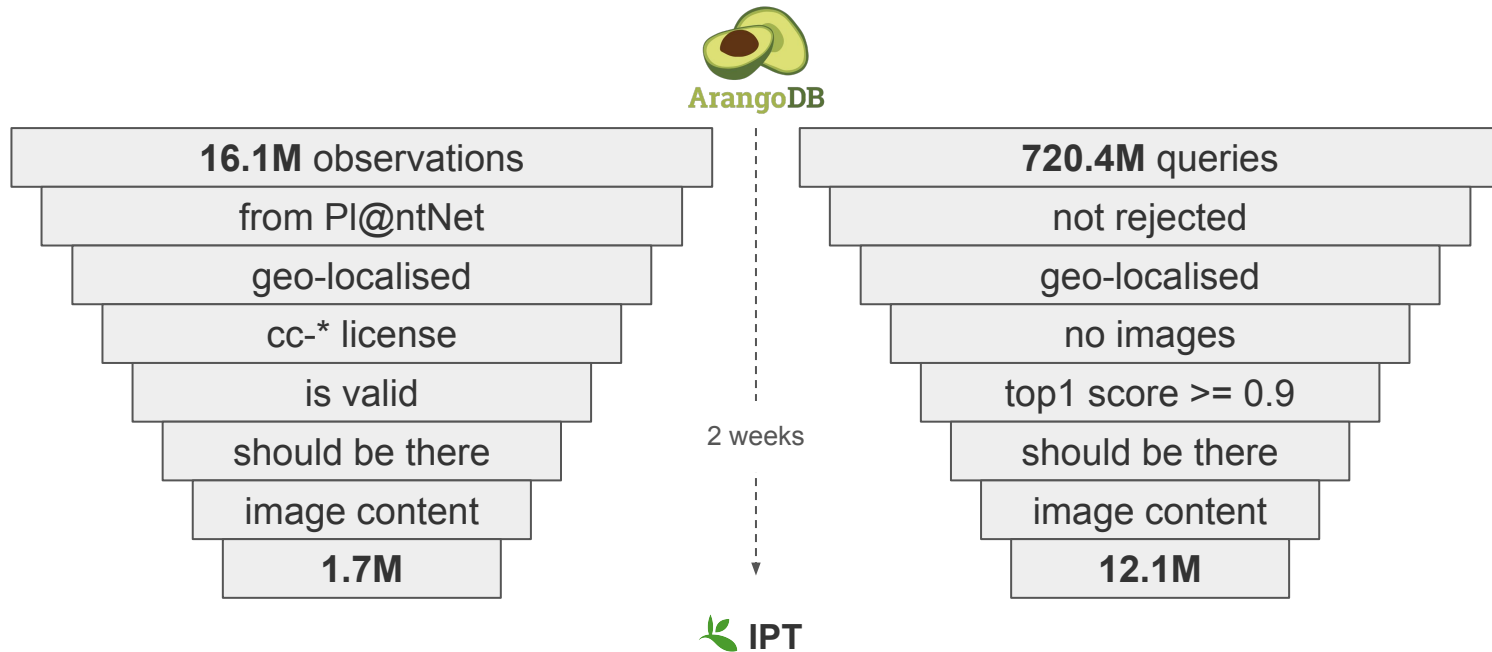 ArangoDB
16.1M observations
from Pl@ntNet
geo-localised
cc-* license
is valid
should be there
image content
1.7M
2 weeks
720.4M queries
not rejected
geo-localised
no images
top1 score >= 0.9
should be there
image content
12.1M
IPT